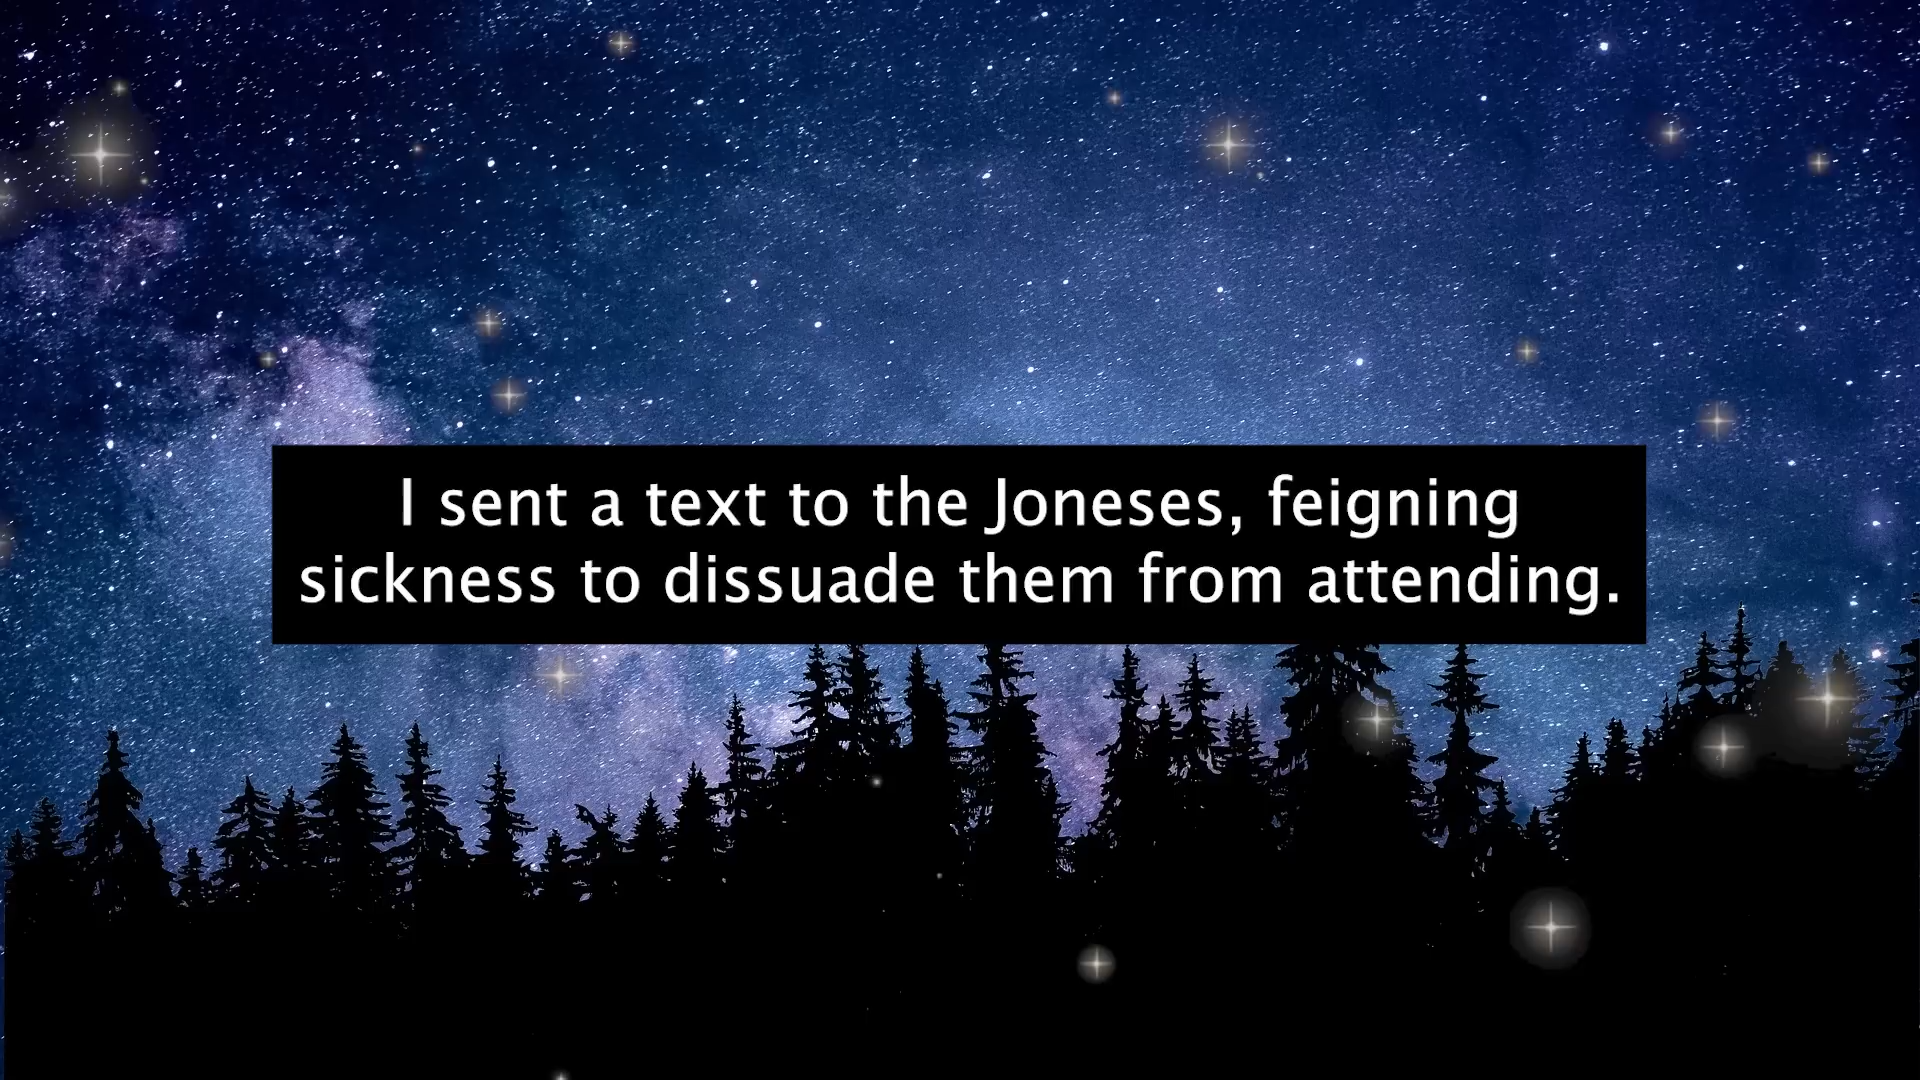 I sent a text to the Joneses, feigning
sickness to dissuade them from attending.